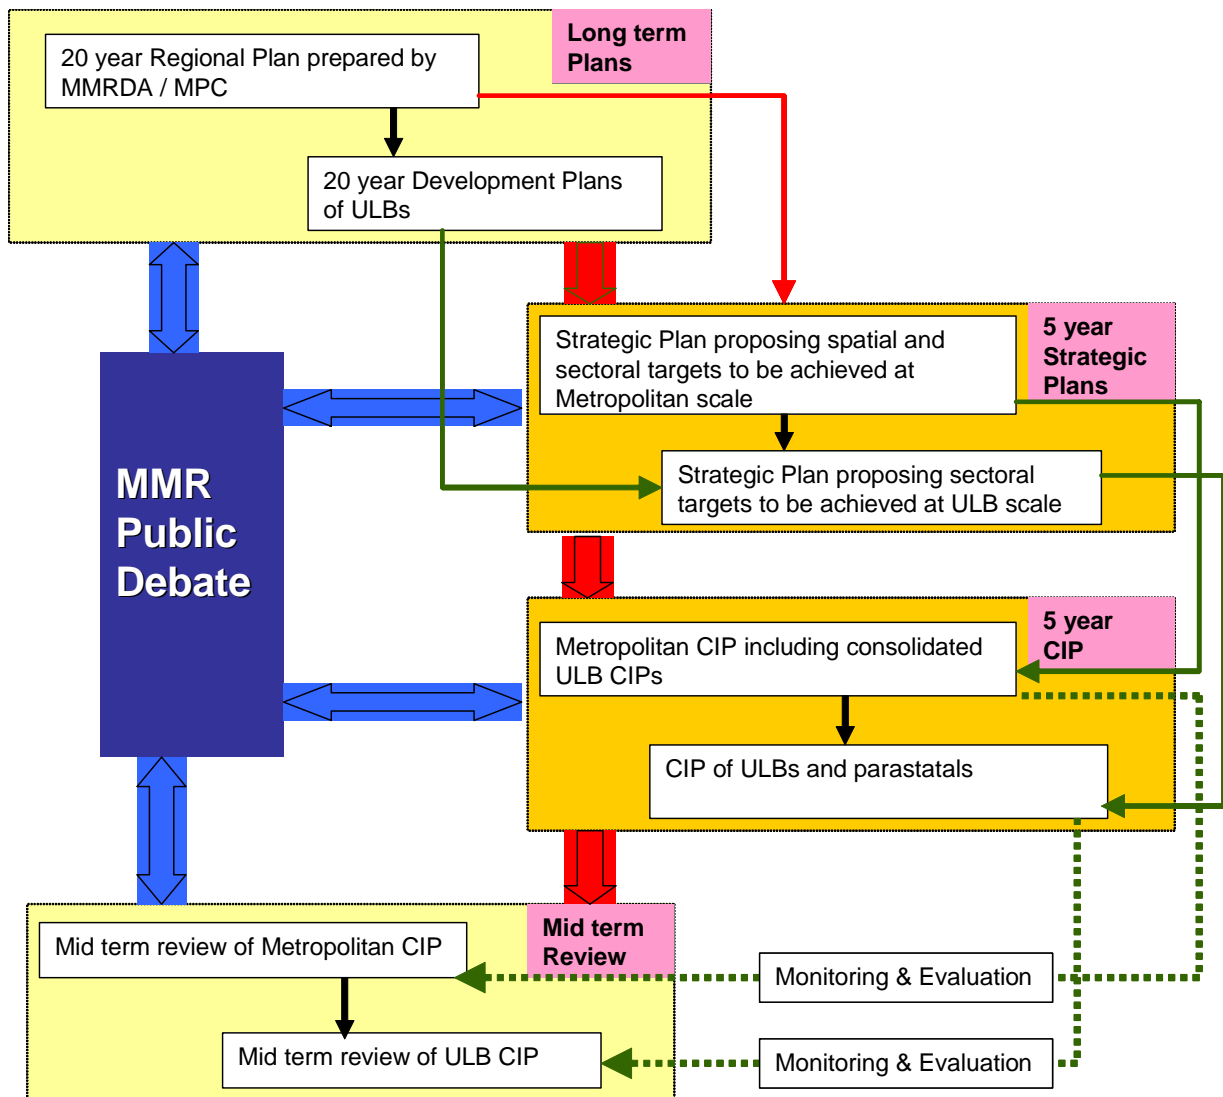 Long term
Plans
20 year Regional Plan prepared by
MMRDA / MPC
20 year Development Plans
of ULBs
5 year
Strategic
Plans
Strategic Plan proposing spatial and
sectoral targets to be achieved at
Metropolitan scale
Strategic Plan proposing sectoral
targets to be achieved at ULB scale
MMR
Public
Debate
5 year
CIP
Metropolitan CIP including consolidated
ULB CIPs
CIP of ULBs and parastatals
Mid term
Review
Mid term review of Metropolitan CIP
Monitoring & Evaluation
Mid term review of ULB CIP
Monitoring & Evaluation